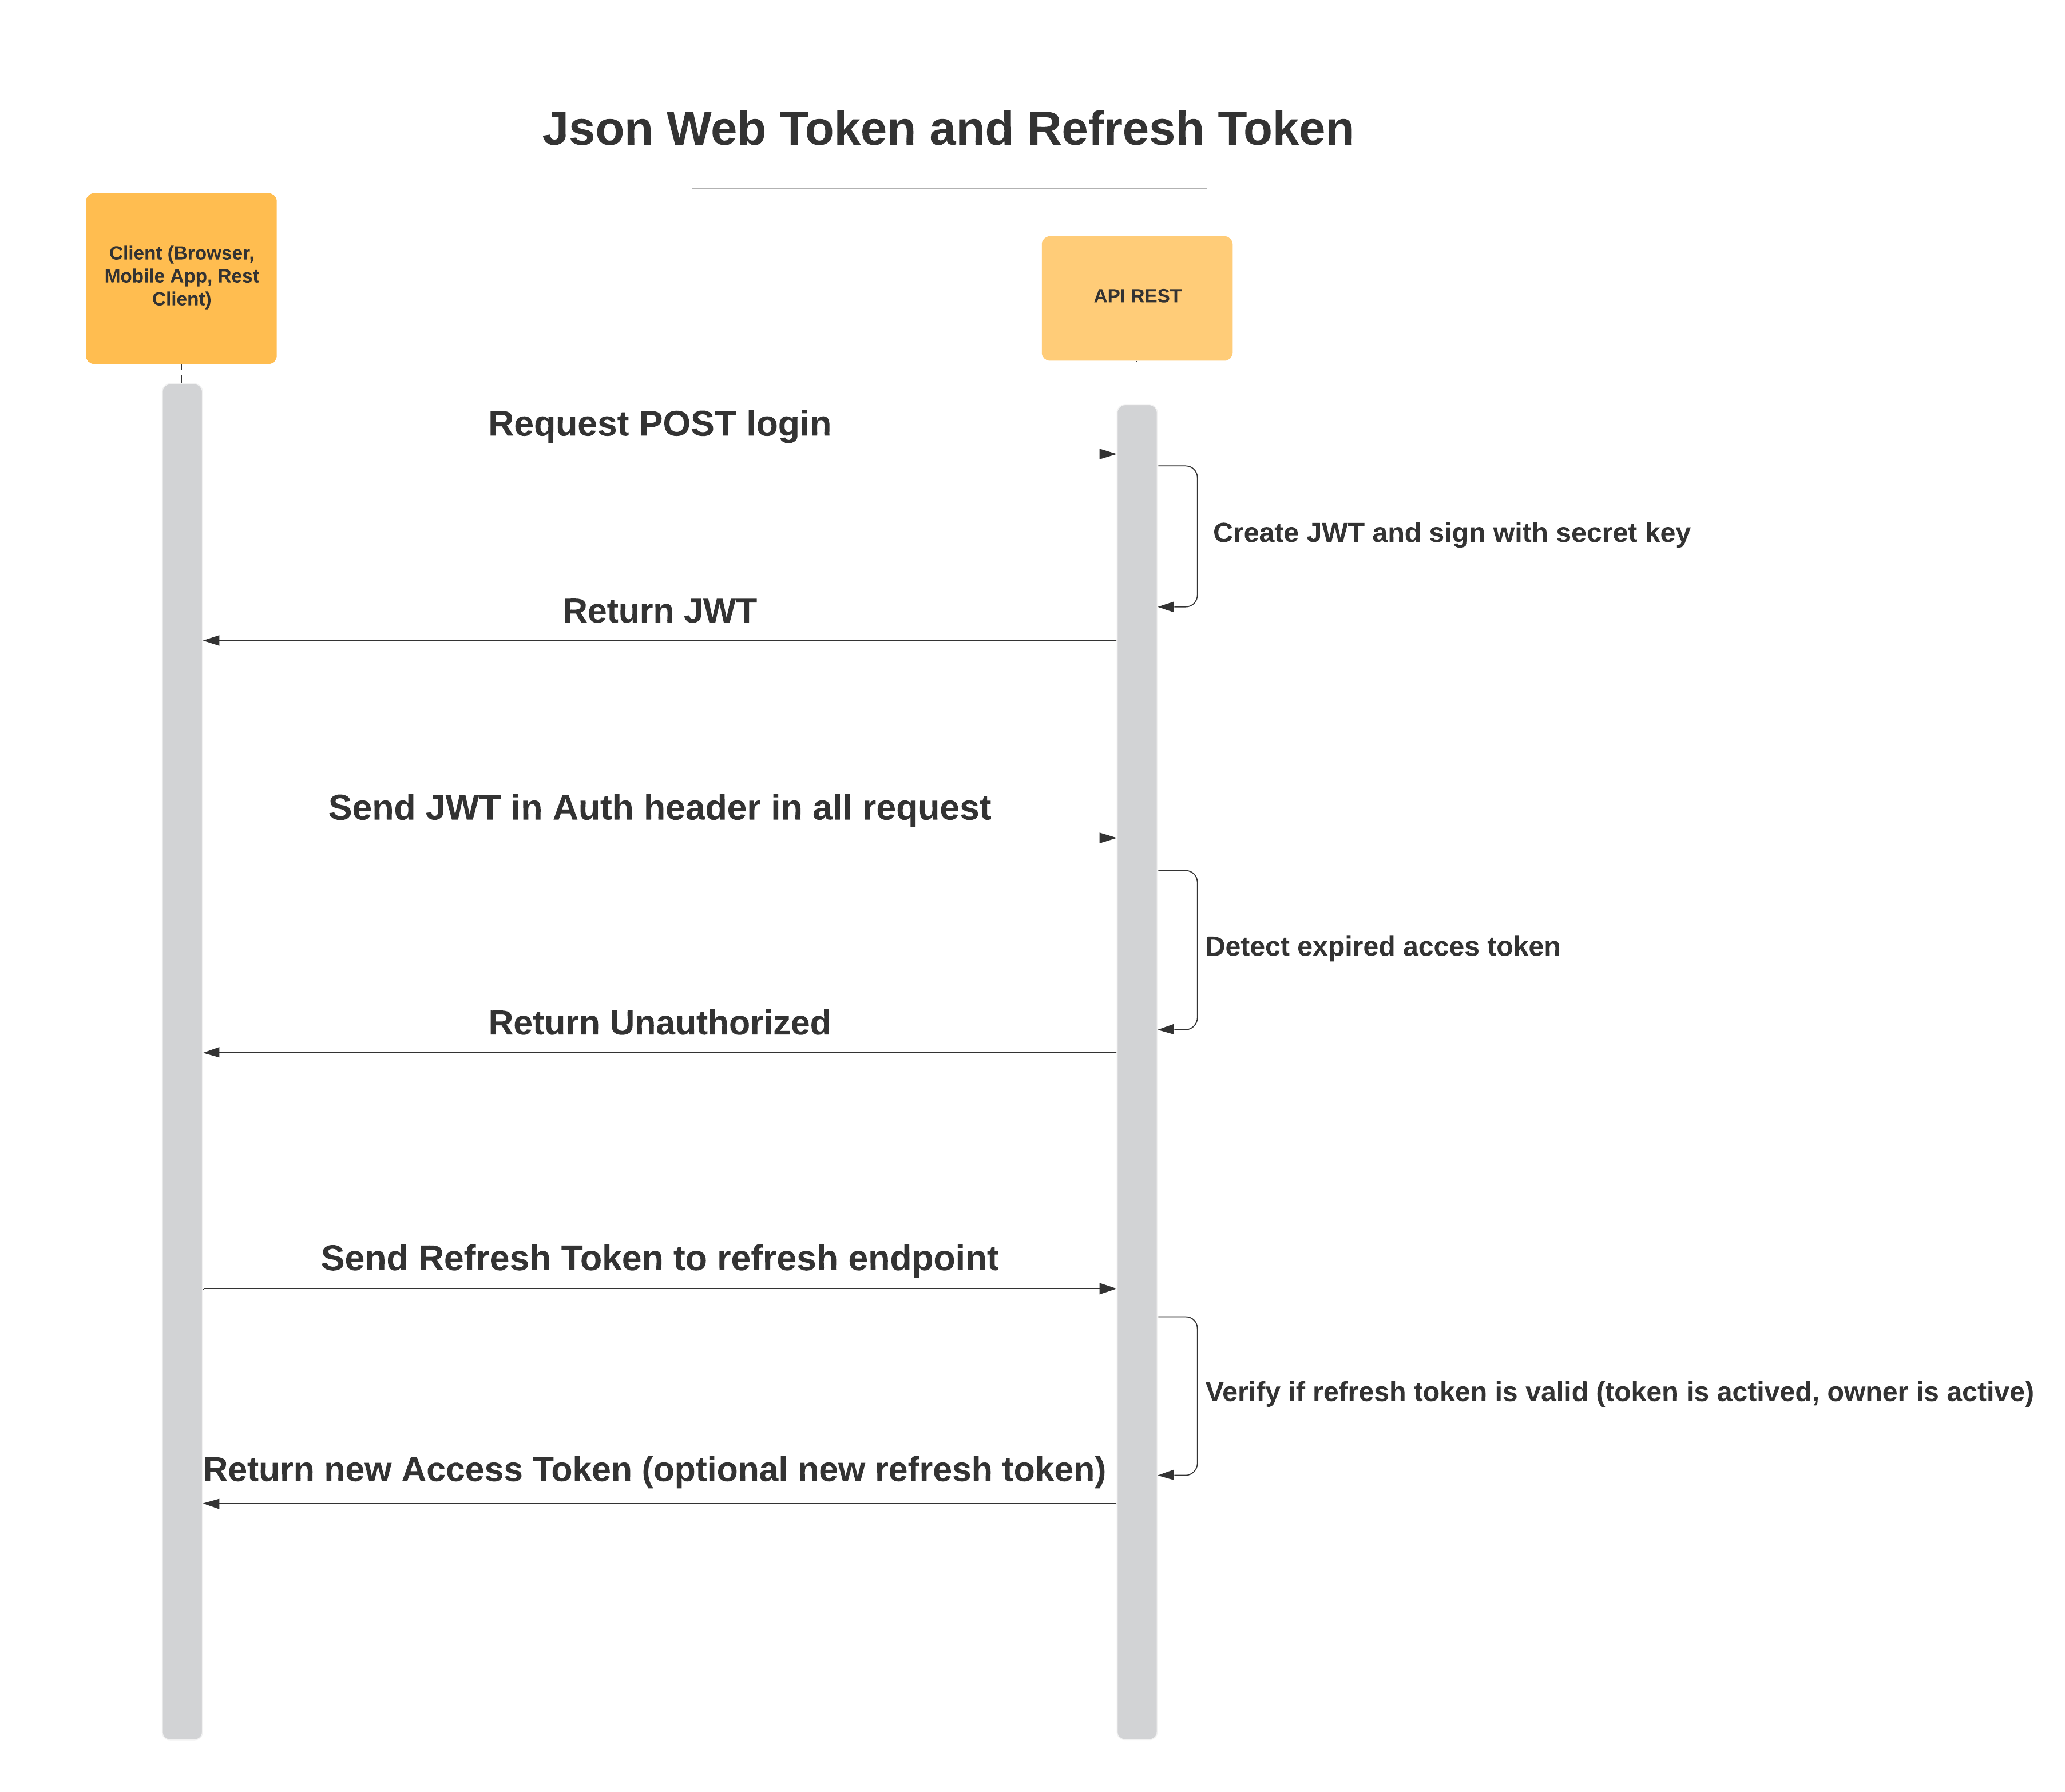 Json Web Token and Refresh Token
Client (Browser,
Mobile App, Rest
Client)
API REST
Request POST login
Create JWT and sign with secret key
Return JWT
Send JWT in Auth header in all request
Detect expired acces token
Return Unauthorized
Send Refresh Token to refresh endpoint
Verify if refresh token is valid (token is actived, owner is active)
Return new Access Token (optional new refresh token)